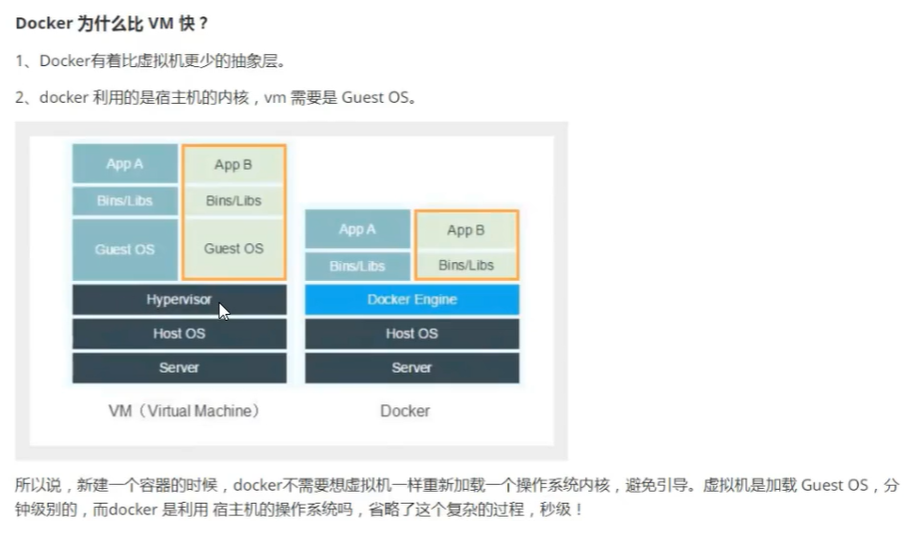 Docker 为什么比 VM 快？
1、Docker有着比虚拟机更少的抽象层。
2、docker 利用的是宿主机的内核，vm 需要是 Guest OS。
App A
App B
Bins/Libs
Bins/Libs
Guest OS
Guest OS
Hypervisor
Host OS
Server
VM（Virtual Machine）
App A
App B
Bins/Libs
Bins/Libs
Docker Engine
Host OS
Server
Docker
所以说，新建一个容器的时候，docker不需要想虚拟机一样重新加载一个操作系统内核，避免引导。虚拟机是加载 Guest OS，分
钟级别的，而docker 是利用 宿主机的操作系统吗，省略了这个复杂的过程，秒级！